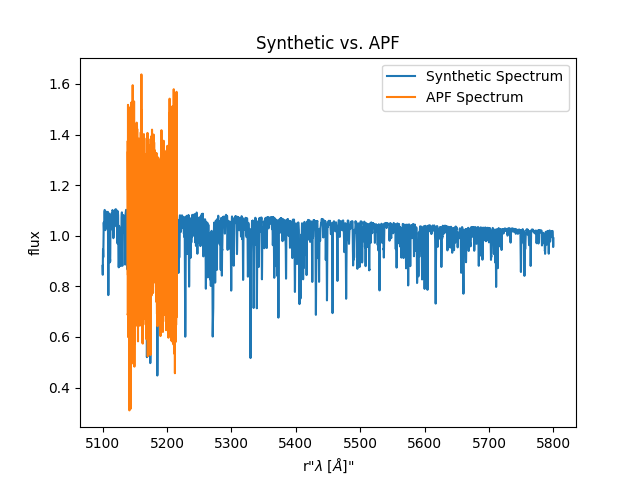 Synthetic vs. APF
Synthetic Spectrum
APF Spectrum
1.6
1.4
1.2
1.0
0.8
0.6
0.4
flux
5100 5200 5300 5400 5500 5600 5700 5800
r"λ [Å]"